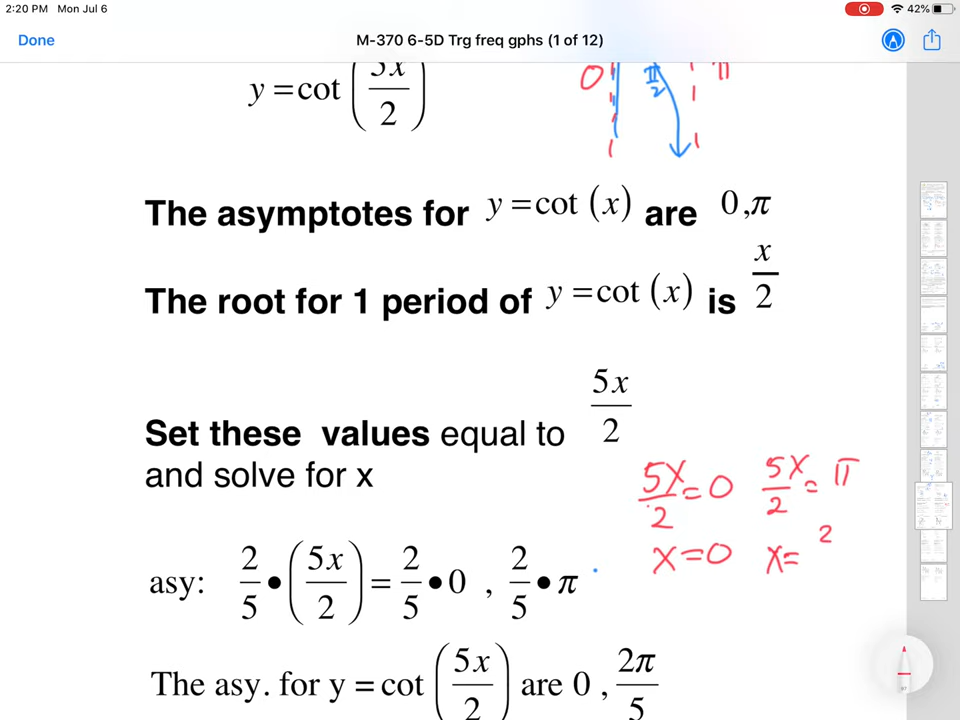 2:20 PM Mon Jul 6 42%
Done M-370 6-5D Trg freq gphs (1 of 12)
y = cot (5x/2) 0 π/2 π
The asymptotes for y = cot (x) are 0,π
The root for 1 period of y = cot (x) is x/2
Set these values equal to 5x/2
and solve for x
5x/2 = 0 5x/2 = π
x = 0 x = 2
asy: 2/5 • (5x/2) = 2/5 • 0 , 2/5 • π
The asy. for y = cot (5x/2) are 0 , 2π/5